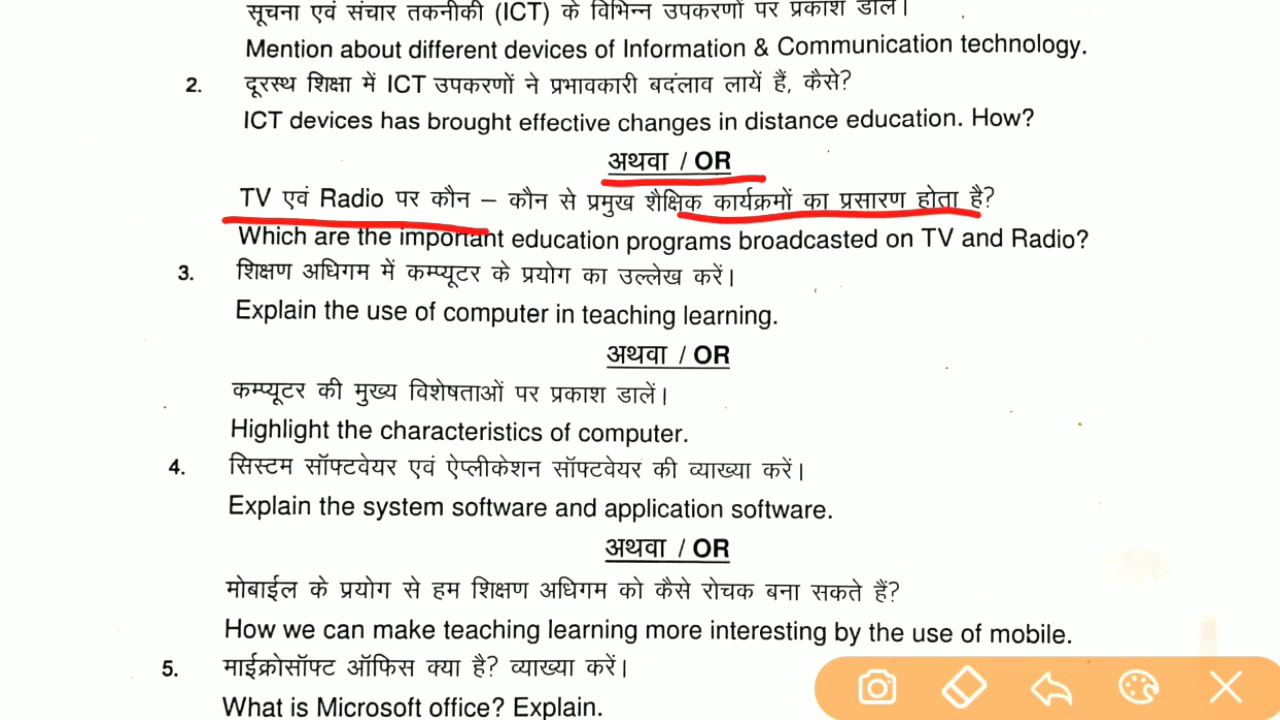 सूचना एवं संचार तकनीकी (ICT) के विभिन्न उपकरणों पर प्रकाश डालें।
Mention about different devices of Information & Communication technology.
2. दूरस्थ शिक्षा में ICT उपकरणों ने प्रभावकारी बदंलाव लायें हैं, कैसे?
ICT devices has brought effective changes in distance education. How?
अथवा / OR
TV एवं Radio पर कौन – कौन से प्रमुख शैक्षिक कार्यक्रमों का प्रसारण होता है?
Which are the important education programs broadcasted on TV and Radio?
3. शिक्षण अधिगम में कम्प्यूटर के प्रयोग का उल्लेख करें।
Explain the use of computer in teaching learning.
अथवा / OR
कम्प्यूटर की मुख्य विशेषताओं पर प्रकाश डालें।
Highlight the characteristics of computer.
4. सिस्टम सॉफ्टवेयर एवं ऐप्लीकेशन सॉफ्टवेयर की व्याख्या करें।
Explain the system software and application software.
अथवा / OR
मोबाईल के प्रयोग से हम शिक्षण अधिगम को कैसे रोचक बना सकते हैं?
How we can make teaching learning more interesting by the use of mobile.
5. माईक्रोसॉफ्ट ऑफिस क्या है? व्याख्या करें।
What is Microsoft office? Explain.